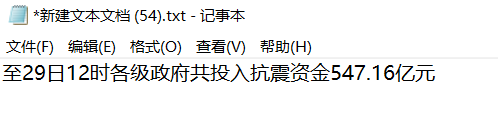 *新建文本文档 (54).txt - 记事本
文件(F) 编辑(E) 格式(O) 查看(V) 帮助(H)
至29日12时各级政府共投入抗震资金547.16亿元